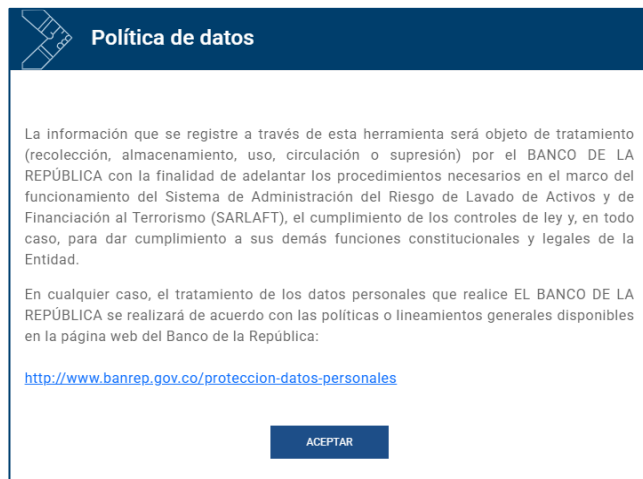 Política de datos
La información que se registre a través de esta herramienta será objeto de tratamiento
(recolección, almacenamiento, uso, circulación o supresión) por el BANCO DE LA
REPÚBLICA con la finalidad de adelantar los procedimientos necesarios en el marco del
funcionamiento del Sistema de Administración del Riesgo de Lavado de Activos y de
Financiación al Terrorismo (SARLAFT), el cumplimiento de los controles de ley y, en todo
caso, para dar cumplimiento a sus demás funciones constitucionales y legales de la
Entidad.
En cualquier caso, el tratamiento de los datos personales que realice EL BANCO DE LA
REPÚBLICA se realizará de acuerdo con las políticas o lineamientos generales disponibles
en la página web del Banco de la República:
http://www.banrep.gov.co/proteccion-datos-personales
ACEPTAR